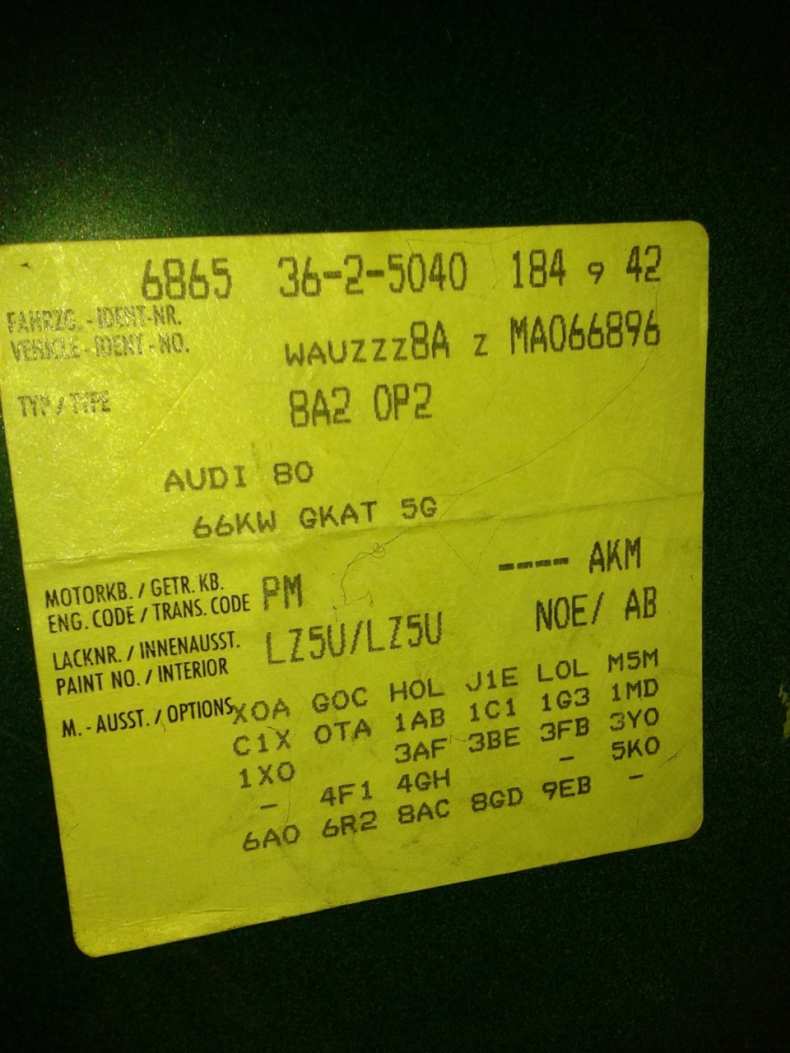 6865 36-2-5040 184 9 42
FAHRZG.-IDENT-NR.
VEHICLE-IDENT-NO.
WAUZZZ8A Z MA066896
TYP/TYPE
8A2 0P2
AUDI 80
66KW GKAT 5G
MOTORKB./GETR.KB.
ENG.CODE/TRANS.CODE
PM ---- AKM
LACKNR./INNENAUSST.
PAINT NO./INTERIOR
LZ5U/LZ5U N0E/ AB
M.-AUSST./OPTIONS
X0A G0C H0L J1E L0L M5M
C1X 0TA 1AB 1C1 1G3 1MD
1X0 3AF 3BE 3FB 3Y0
- 4F1 4GH - 5K0
6A0 6R2 8AC 8GD 9EB -